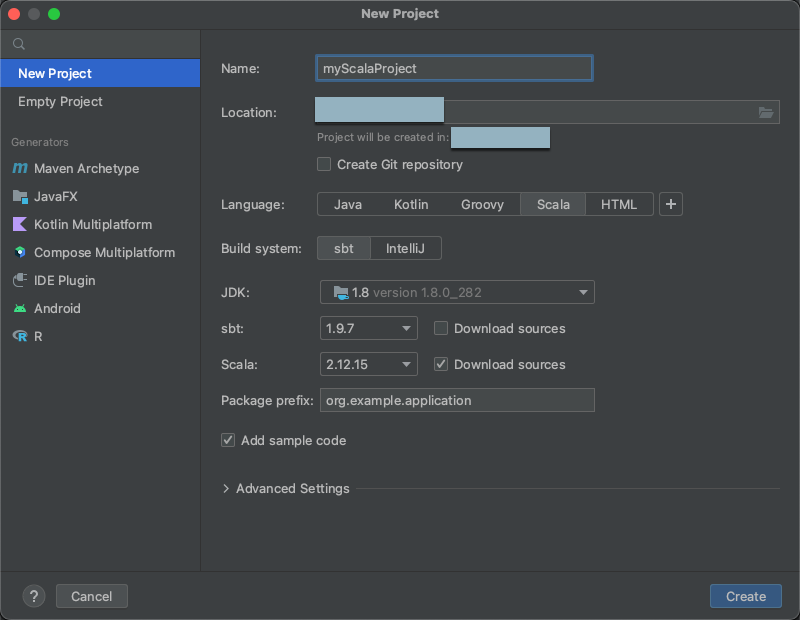 New Project
New Project
Empty Project
Generators
m Maven Archetype
JavaFX
Kotlin Multiplatform
Compose Multiplatform
IDE Plugin
Android
R R
Name: myScalaProject
Location:
Project will be created in:
Create Git repository
Language: Java Kotlin Groovy Scala HTML +
Build system: sbt IntelliJ
JDK: 1.8 version 1.8.0_282
sbt: 1.9.7 Download sources
Scala: 2.12.15 Download sources
Package prefix: org.example.application
Add sample code
Advanced Settings
? Cancel Create